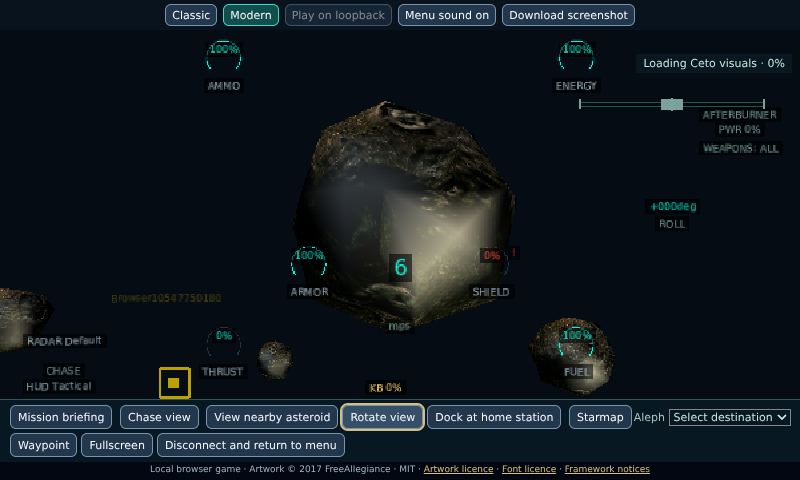 Classic Modern Play on loopback Menu sound on Download screenshot
100% AMMO
100% ENERGY
Loading Ceto visuals · 0%
AFTERBURNER
PWR 0%
WEAPONS ALL
+000deg
ROLL
100% ARMOR
6
mps
0% !
SHIELD
Browser10547750180
RADAR Default
CHASE
HUD Tactical
0% THRUST
KB 0%
100% FUEL
Mission briefing Chase view View nearby asteroid Rotate view Dock at home station Starmap Aleph Select destination
Waypoint Fullscreen Disconnect and return to menu
Local browser game · Artwork © 2017 FreeAllegiance · MIT · Artwork licence · Font licence · Framework notices